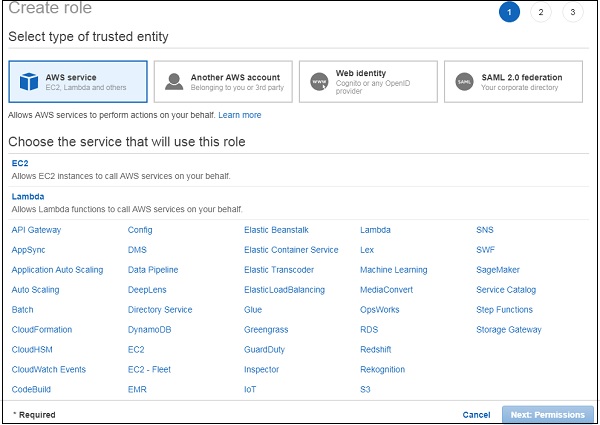 Create role
1 2 3
Select type of trusted entity
AWS service
EC2, Lambda and others
Another AWS account
Belonging to you or 3rd party
WWW
Web identity
Cognito or any OpenID
provider
SAML
SAML 2.0 federation
Your corporate directory
Allows AWS services to perform actions on your behalf. Learn more
Choose the service that will use this role
EC2
Allows EC2 instances to call AWS services on your behalf.
Lambda
Allows Lambda functions to call AWS services on your behalf.
API Gateway Config Elastic Beanstalk Lambda SNS
AppSync DMS Elastic Container Service Lex SWF
Application Auto Scaling Data Pipeline Elastic Transcoder Machine Learning SageMaker
Auto Scaling DeepLens ElasticLoadBalancing MediaConvert Service Catalog
Batch Directory Service Glue OpsWorks Step Functions
CloudFormation DynamoDB Greengrass RDS Storage Gateway
CloudHSM EC2 GuardDuty Redshift
CloudWatch Events EC2 - Fleet Inspector Rekognition
CodeBuild EMR IoT S3
* Required Cancel Next: Permissions